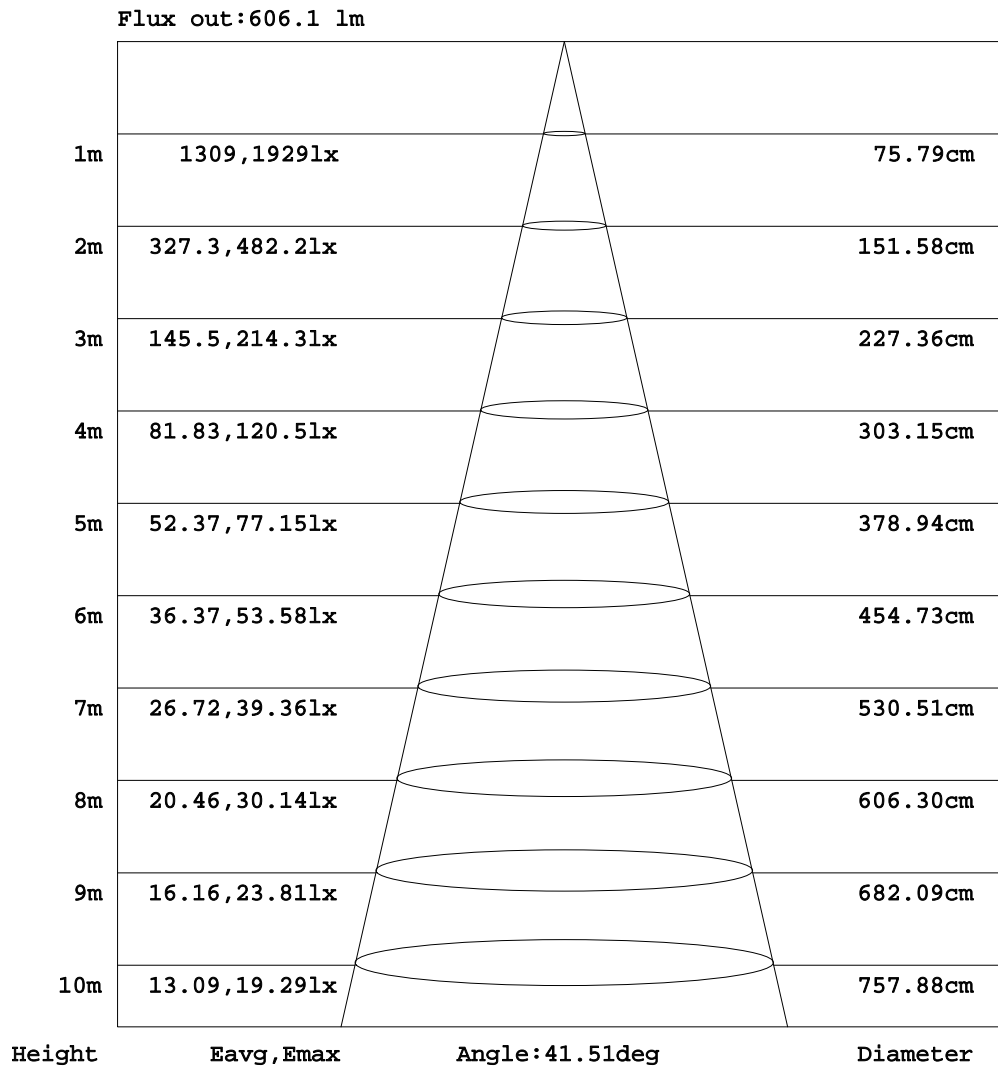 Flux out:606.1 lm
1m 1309,1929lx 75.79cm
2m 327.3,482.2lx 151.58cm
3m 145.5,214.3lx 227.36cm
4m 81.83,120.5lx 303.15cm
5m 52.37,77.15lx 378.94cm
6m 36.37,53.58lx 454.73cm
7m 26.72,39.36lx 530.51cm
8m 20.46,30.14lx 606.30cm
9m 16.16,23.81lx 682.09cm
10m 13.09,19.29lx 757.88cm
Height Eavg,Emax Angle:41.51deg Diameter